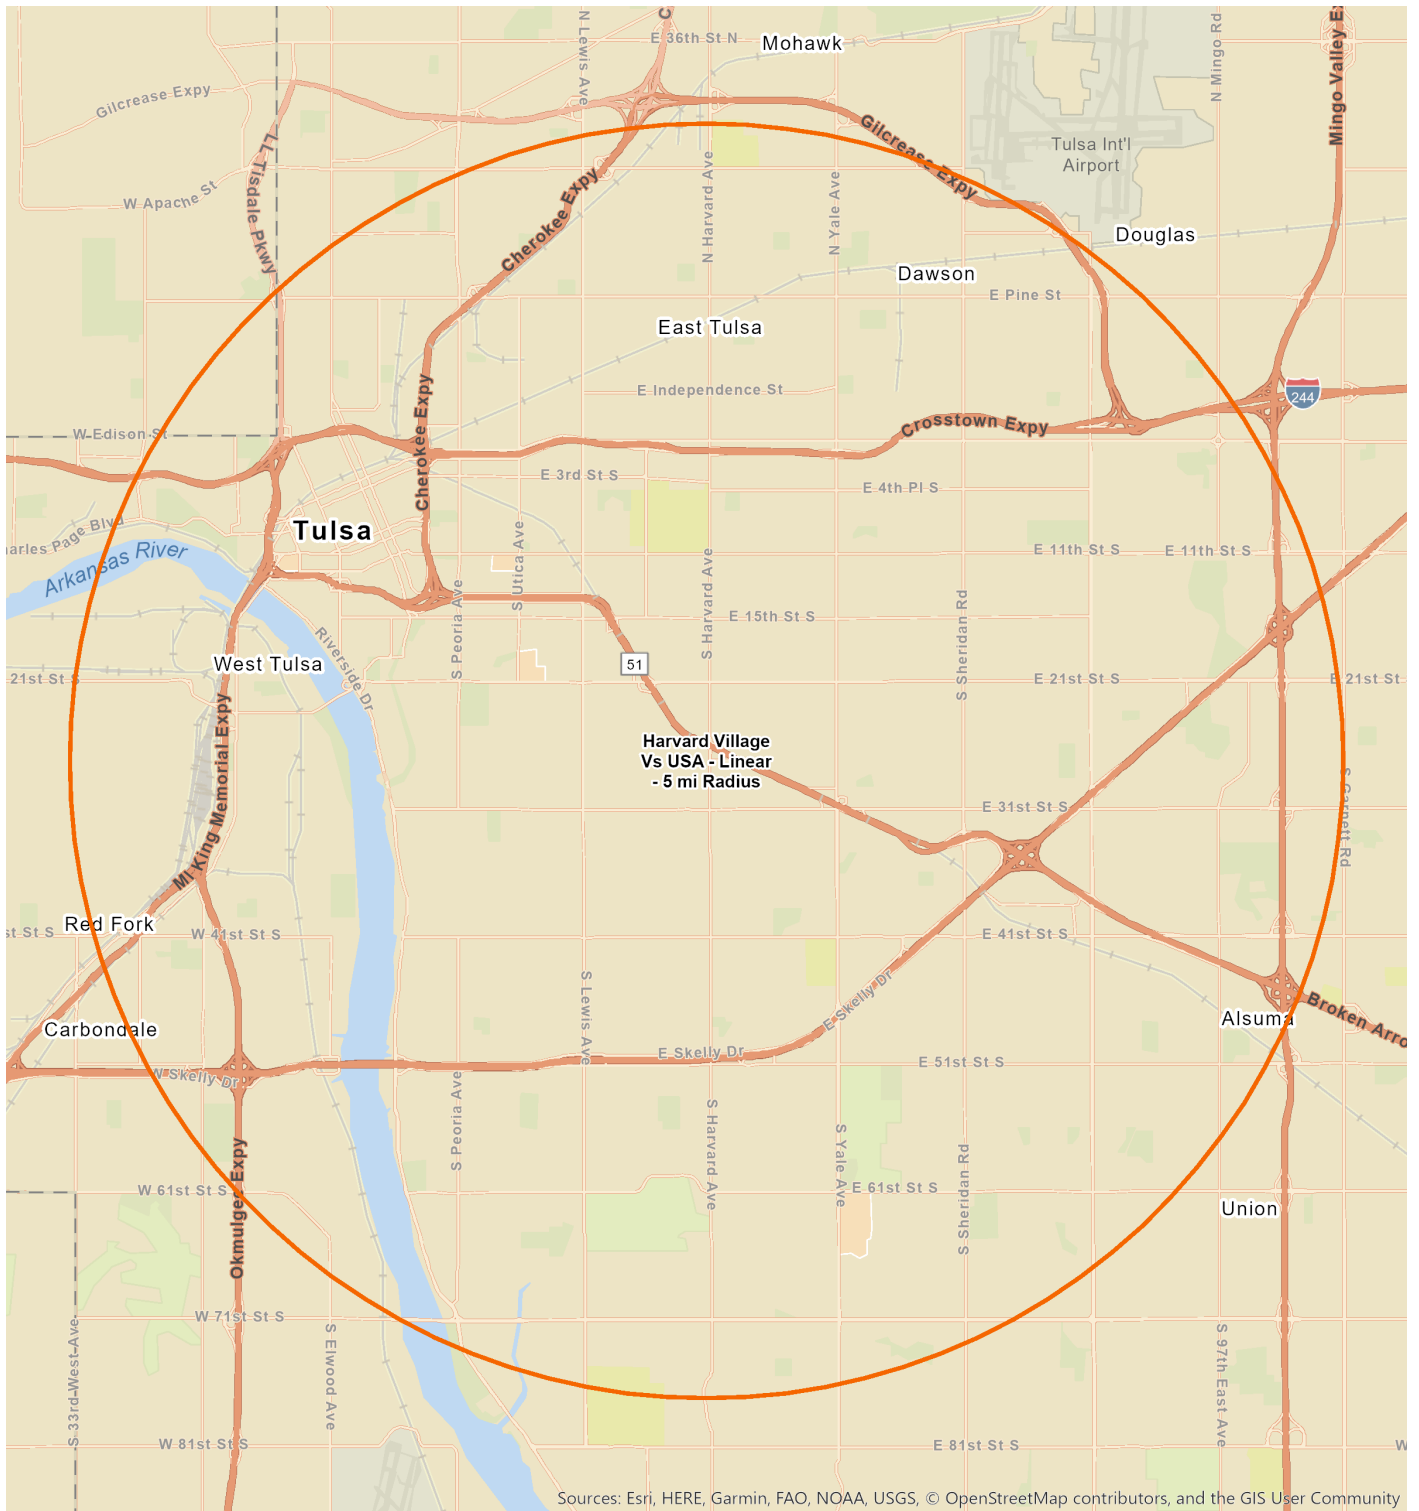 E 36th St N
Mohawk
N Lewis Ave
N Mingo Rd
Gilcrease Expy
Gilcrease Expy
Tulsa Int'l
Airport
LL Tisdale Pkwy
W Apache St
Cherokee Expy
N Harvard Ave
N Yale Ave
Douglas
Dawson
E Pine St
East Tulsa
E Independence St
244
Cherokee Expy
Crosstown Expy
W Edison St
E 3rd St S
E 4th Pl S
Tulsa
arles Page Blvd
Arkansas River
S Utica Ave
E 11th St S
E 11th St S
S Peoria Ave
S Harvard Ave
S Sheridan Rd
E 15th St S
Riverside Dr
West Tulsa
51
21st St S
E 21st St S
E 21st St
Ml King Memorial Expy
Harvard Village
Vs USA - Linear
- 5 mi Radius
E 31st St S
S Garnett Rd
Red Fork
st St S
W 41st St S
E 41st St S
S Lewis Ave
E Skelly Dr
Carbondale
Alsuma
Broken Arro
E Skelly Dr
E 51st St S
W Skelly Dr
S Peoria Ave
S Harvard Ave
S Yale Ave
S Sheridan Rd
Okmulgee Expy
W 61st St S
E 61st St S
Union
W 71st St S
S 33rd West Ave
S Elwood Ave
S 97th East Ave
W 81st St S
E 81st St S
W
Sources: Esri, HERE, Garmin, FAO, NOAA, USGS, © OpenStreetMap contributors, and the GIS User Community